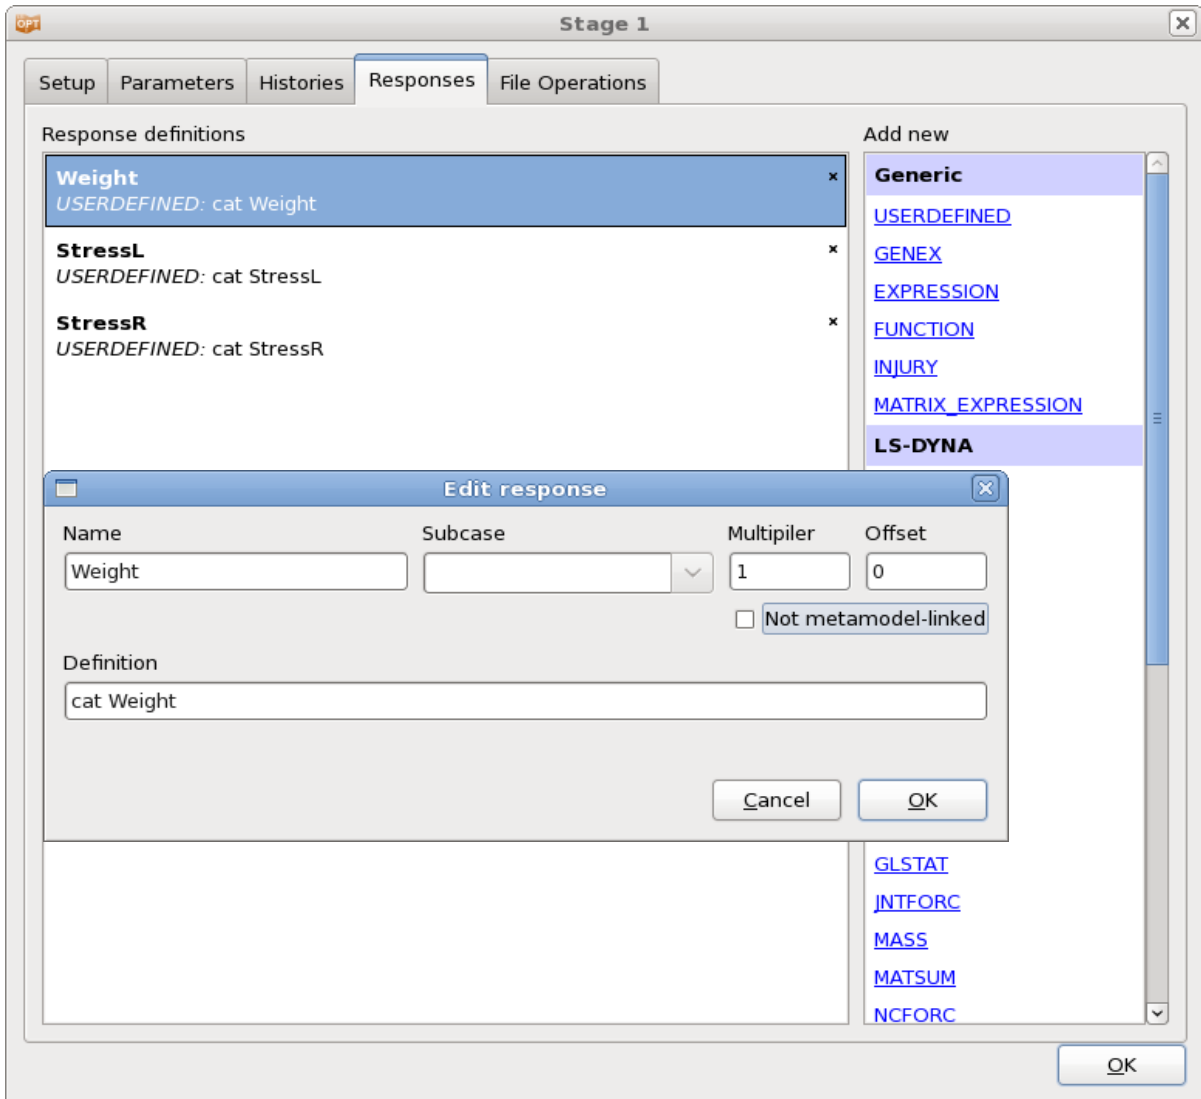 OPT
Stage 1
Setup
Parameters
Histories
Responses
File Operations
Response definitions
Add new
Weight
USERDEFINED: cat Weight
StressL
USERDEFINED: cat StressL
StressR
USERDEFINED: cat StressR
Generic
USERDEFINED
GENEX
EXPRESSION
FUNCTION
INJURY
MATRIX_EXPRESSION
LS-DYNA
Edit response
Name
Subcase
Multipiler
Offset
Weight
1
0
Not metamodel-linked
Definition
cat Weight
Cancel
OK
GLSTAT
JNTFORC
MASS
MATSUM
NCFORC
OK